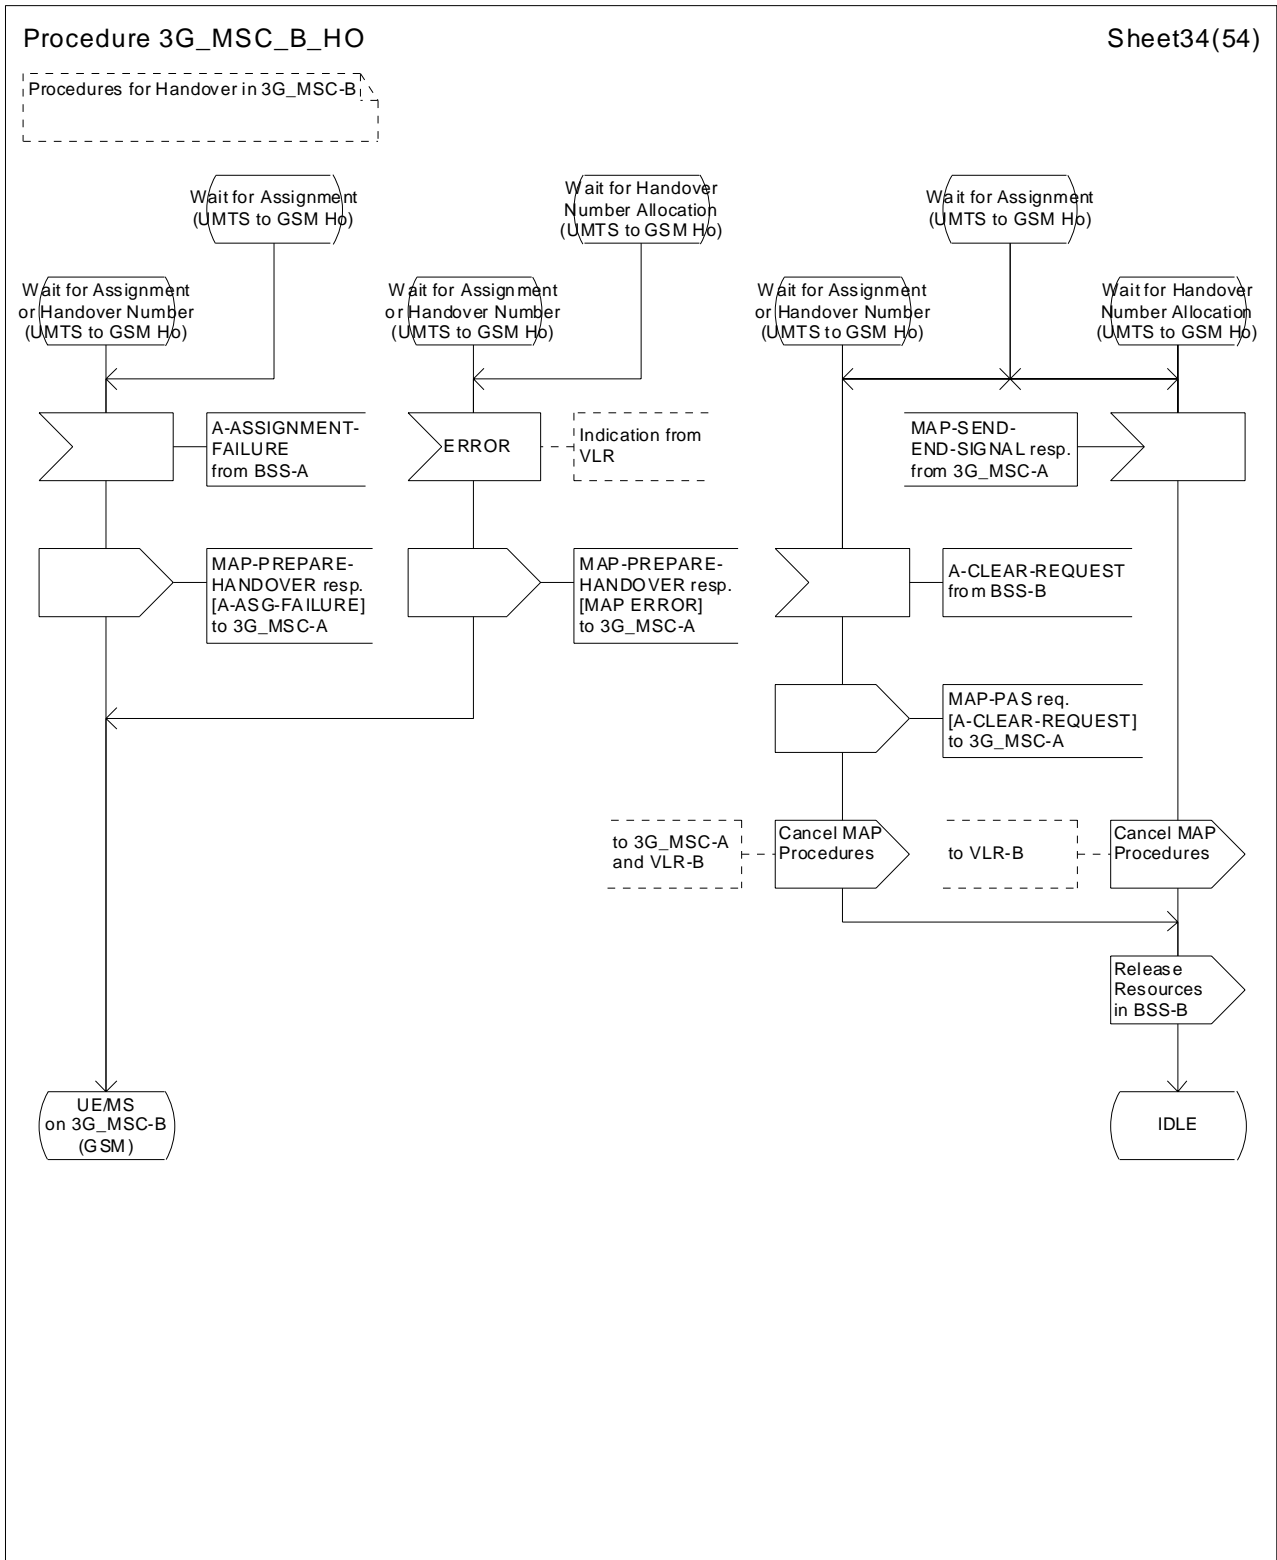 Procedure 3G_MSC_B_HO
Sheet34(54)
Procedures for Handover in 3G_MSC-B
Wait for Assignment
(UMTS to GSM Ho)
Wait for Handover
Number Allocation
(UMTS to GSM Ho)
Wait for Assignment
(UMTS to GSM Ho)
Wait for Assignment
or Handover Number
(UMTS to GSM Ho)
Wait for Assignment
or Handover Number
(UMTS to GSM Ho)
Wait for Assignment
or Handover Number
(UMTS to GSM Ho)
Wait for Handover
Number Allocation
(UMTS to GSM Ho)
A-ASSIGNMENT-
FAILURE
from BSS-A
ERROR
Indication from
VLR
MAP-SEND-
END-SIGNAL resp.
from 3G_MSC-A
MAP-PREPARE-
HANDOVER resp.
[A-ASG-FAILURE]
to 3G_MSC-A
MAP-PREPARE-
HANDOVER resp.
[MAP ERROR]
to 3G_MSC-A
A-CLEAR-REQUEST
from BSS-B
MAP-PAS req.
[A-CLEAR-REQUEST]
to 3G_MSC-A
to 3G_MSC-A
and VLR-B
Cancel MAP
Procedures
to VLR-B
Cancel MAP
Procedures
Release
Resources
in BSS-B
UE/MS
on 3G_MSC-B
(GSM)
IDLE